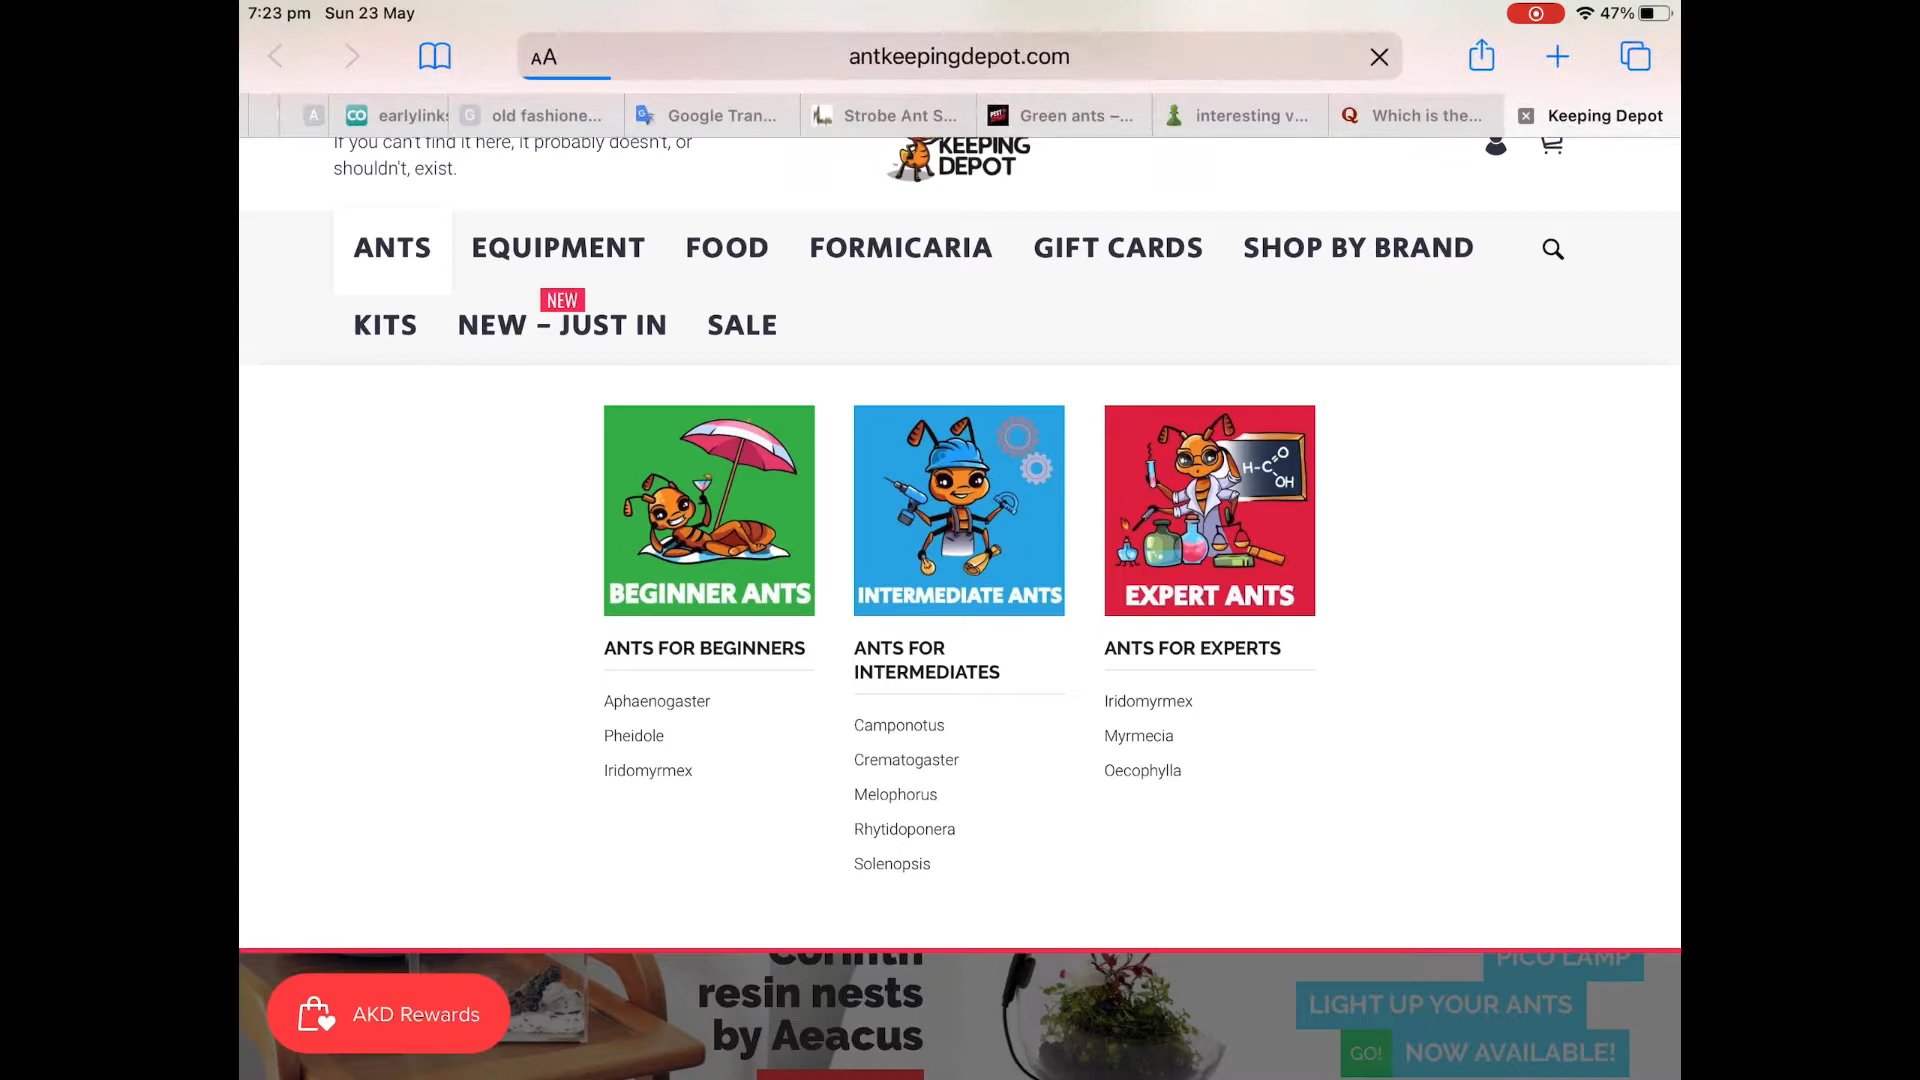 7:23 pm Sun 23 May
47%
AA
antkeepingdepot.com
A
CO earlylinks
G old fashione...
Google Tran...
Strobe Ant S...
Green ants –...
interesting v...
Q Which is the...
Keeping Depot
If you can't find it here, it probably doesn't, or
shouldn't, exist.
KEEPING
DEPOT
ANTS EQUIPMENT FOOD FORMICARIA GIFT CARDS SHOP BY BRAND
NEW
KITS NEW – JUST IN SALE
BEGINNER ANTS
ANTS FOR BEGINNERS
Aphaenogaster
Pheidole
Iridomyrmex
INTERMEDIATE ANTS
ANTS FOR
INTERMEDIATES
Camponotus
Crematogaster
Melophorus
Rhytidoponera
Solenopsis
H-C
O
OH
EXPERT ANTS
ANTS FOR EXPERTS
Iridomyrmex
Myrmecia
Oecophylla
AKD Rewards
Corinth
resin nests
by Aeacus
PICO LAMP
LIGHT UP YOUR ANTS
GO! NOW AVAILABLE!